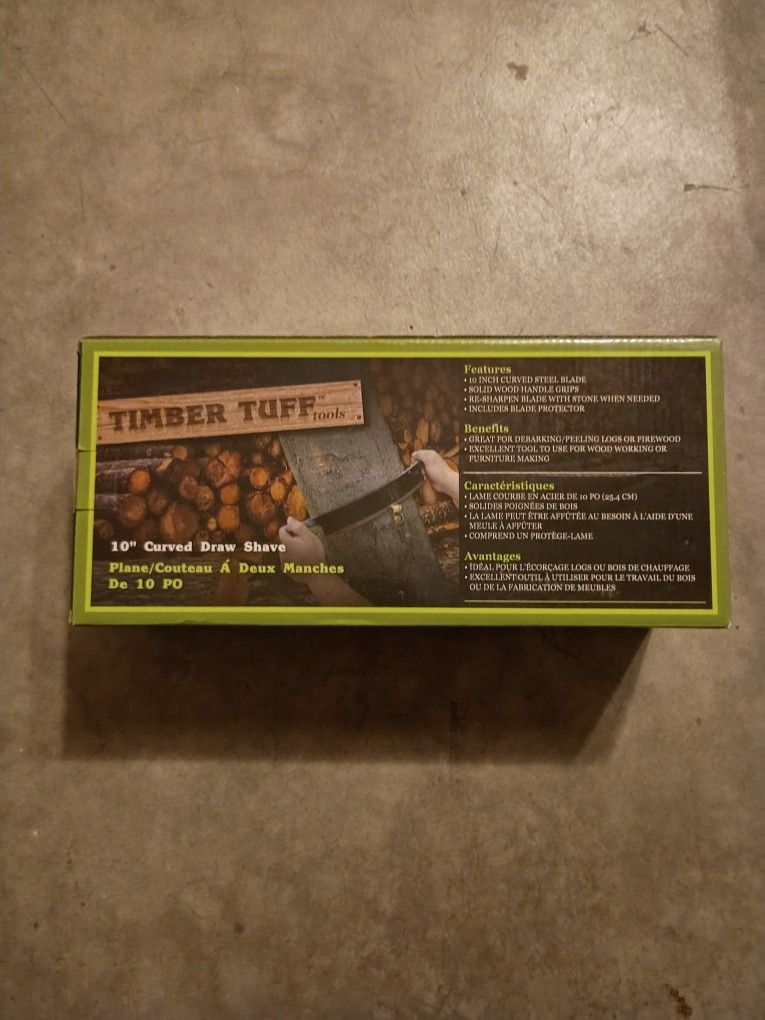 TIMBER TUFF™
tools
10" Curved Draw Shave
Plane/Couteau Á Deux Manches
De 10 PO
Features
• 10 INCH CURVED STEEL BLADE
• SOLID WOOD HANDLE GRIPS
• RE-SHARPEN BLADE WITH STONE WHEN NEEDED
• INCLUDES BLADE PROTECTOR
Benefits
• GREAT FOR DEBARKING/PEELING LOGS OR FIREWOOD
• EXCELLENT TOOL TO USE FOR WOOD WORKING OR
FURNITURE MAKING
Caractéristiques
• LAME COURBE EN ACIER DE 10 PO (25.4 CM)
• SOLIDES POIGNÉES DE BOIS
• LA LAME PEUT ÊTRE AFFÛTÉE AU BESOIN À L'AIDE D'UNE
MEULE À AFFÛTER
• COMPREND UN PROTÈGE-LAME
Avantages
• IDÉAL POUR L'ÉCORÇAGE LOGS OU BOIS DE CHAUFFAGE
• EXCELLENT OUTIL À UTILISER POUR LE TRAVAIL DU BOIS
OU DE LA FABRICATION DE MEUBLES